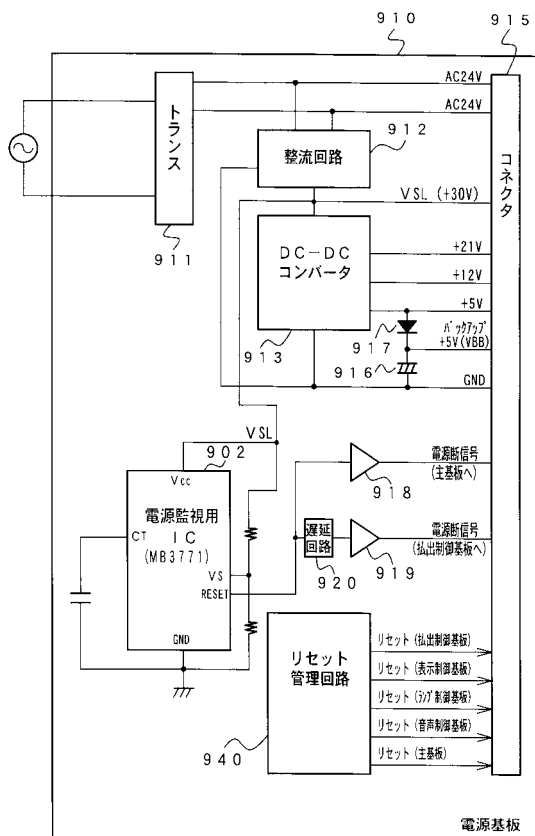 910
915
AC24V
AC24V
トランス
911
整流回路
912
コネクタ
VSL (+30V)
DC-DC
コンバータ
913
+21V
+12V
+5V
917
バックアップ
+5V(VBB)
916
GND
VSL
902
Vcc
電源監視用
IC
(MB3771)
CT
VS
RESET
GND
電源断信号
(主基板へ)
918
遅延
回路
920
電源断信号
(払出制御基板へ)
919
リセット
管理回路
940
リセット(払出制御基板)
リセット(表示制御基板)
リセット(ランプ制御基板)
リセット(音声制御基板)
リセット(主基板)
電源基板